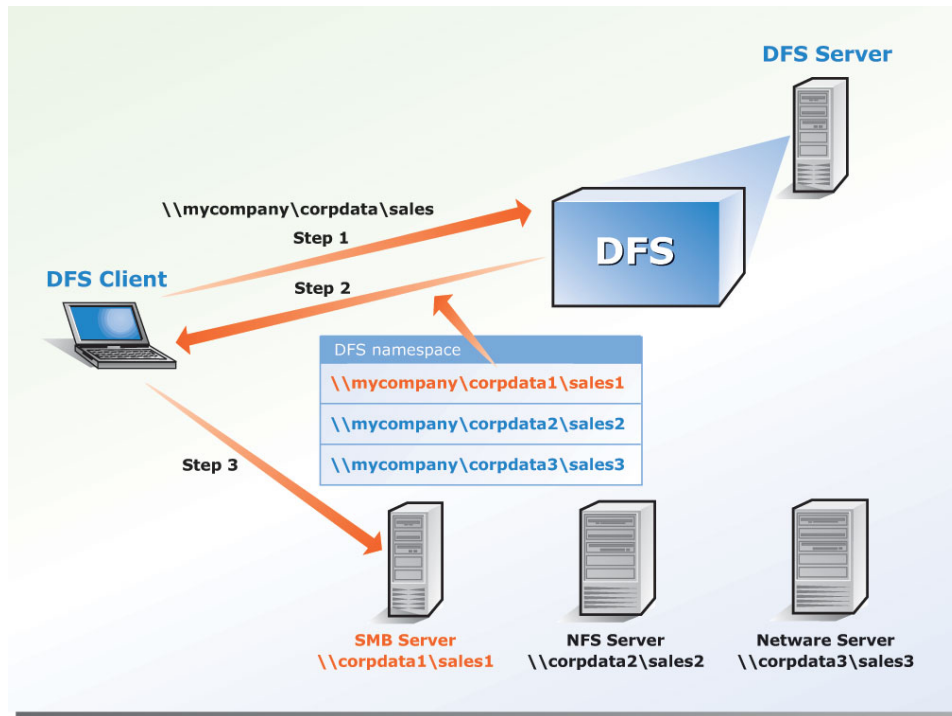 DFS Server
\\mycompany\corpdata\sales
Step 1
DFS
DFS Client
Step 2
DFS namespace
\\mycompany\corpdata1\sales1
\\mycompany\corpdata2\sales2
\\mycompany\corpdata3\sales3
Step 3
SMB Server
\\corpdata1\sales1
NFS Server
\\corpdata2\sales2
Netware Server
\\corpdata3\sales3